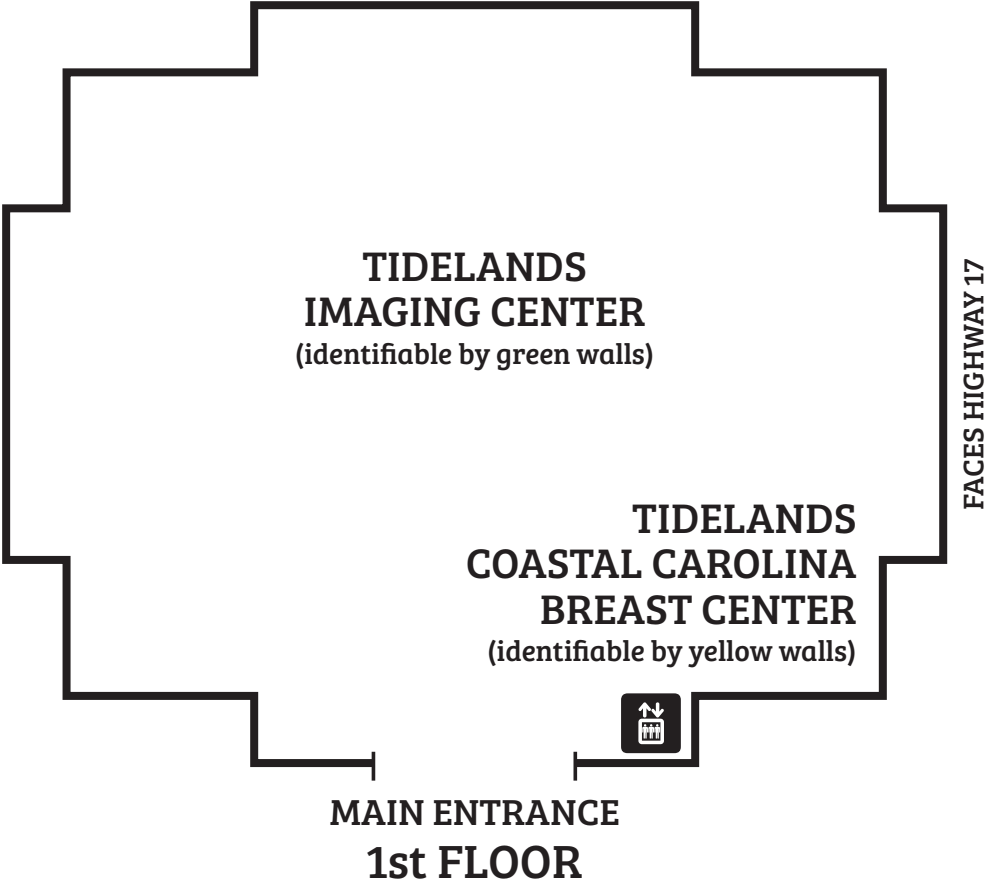 TIDELANDS
IMAGING CENTER
(identifiable by green walls)
FACES HIGHWAY 17
TIDELANDS
COASTAL CAROLINA
BREAST CENTER
(identifiable by yellow walls)
MAIN ENTRANCE
1st FLOOR